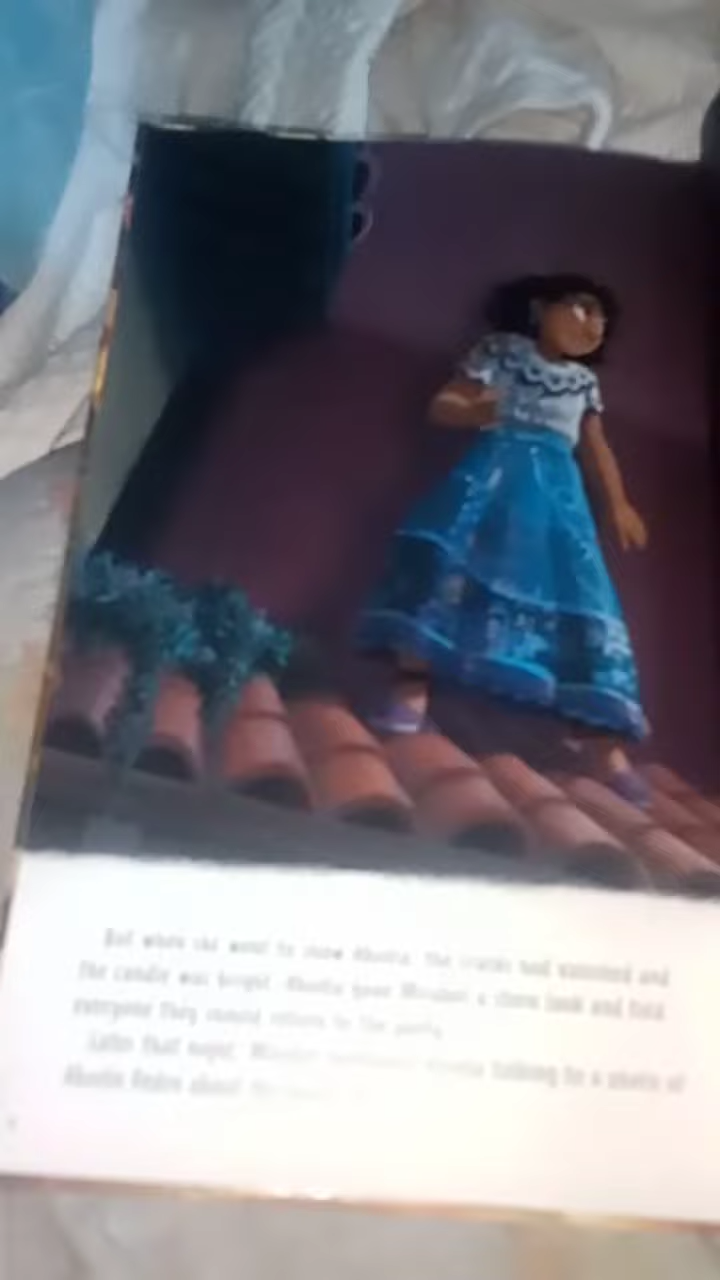 But when she went to show Abuela, the cracks had vanished and
the candle was bright. Abuela gave Mirabel a stern look and told
everyone they should return to the party.
Later that night, Mirabel Abuela talking to a photo of
Abuelo Pedro about